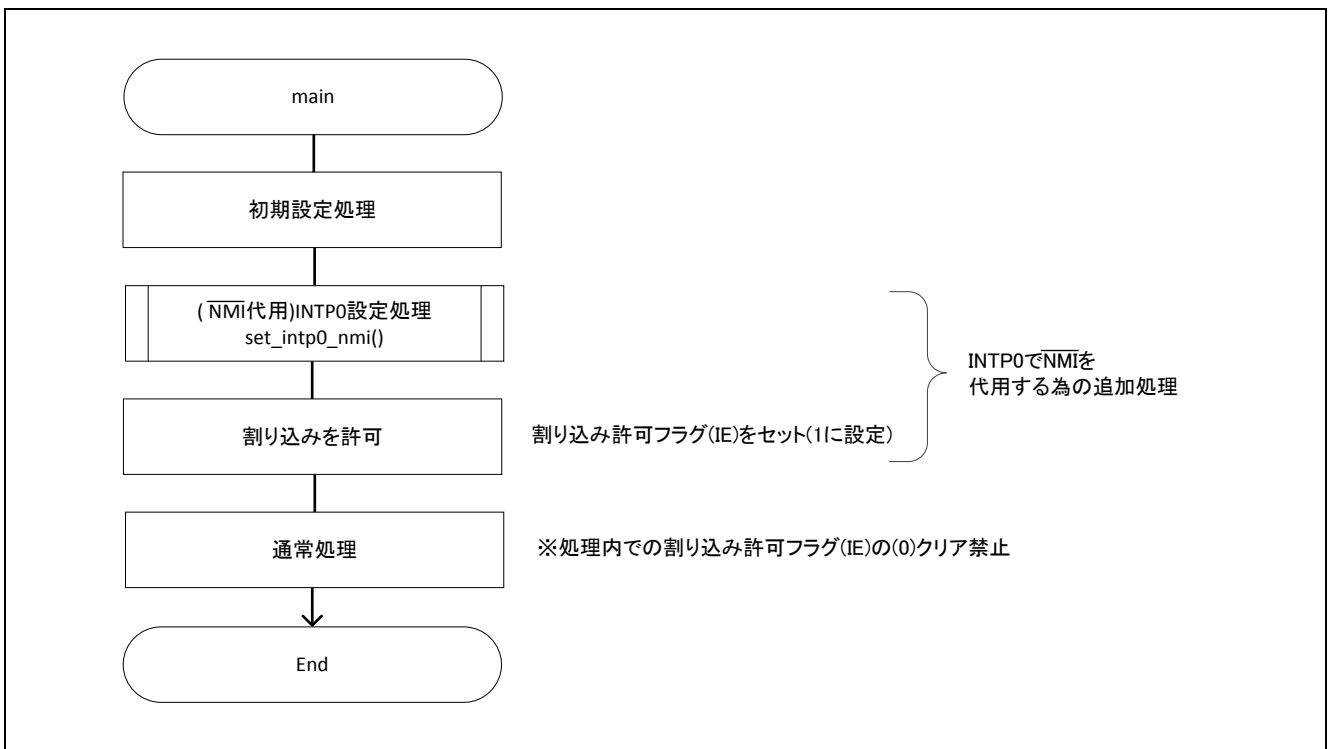 main
初期設定処理
( NMI代用)INTP0設定処理
set_intp0_nmi()
INTP0でNMIを
代用する為の追加処理
割り込みを許可
割り込み許可フラグ(IE)をセット(1に設定)
通常処理
※処理内での割り込み許可フラグ(IE)の(0)クリア禁止
End